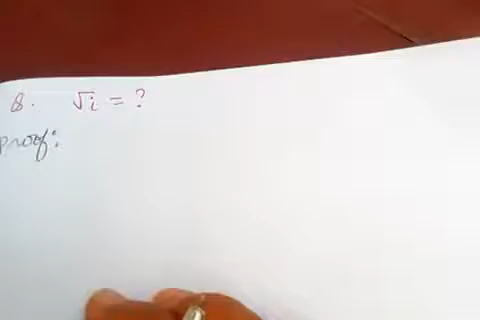 8. √i = ?
proof: